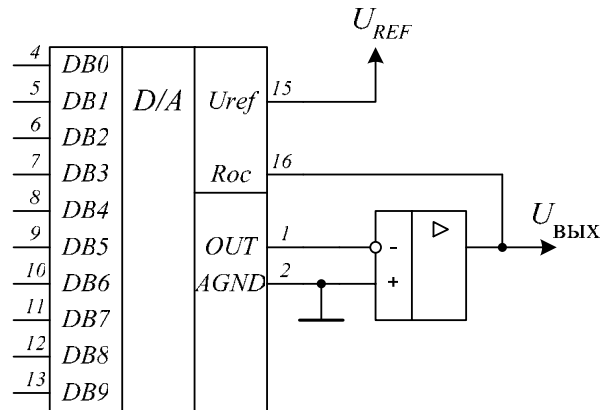 U_REF
4 DB0 D/A Uref 15
5 DB1
6 DB2
7 DB3 Roc 16
8 DB4
9 DB5 OUT 1 - ▷ U_ВЫХ
10 DB6 AGND 2 +
11 DB7
12 DB8
13 DB9